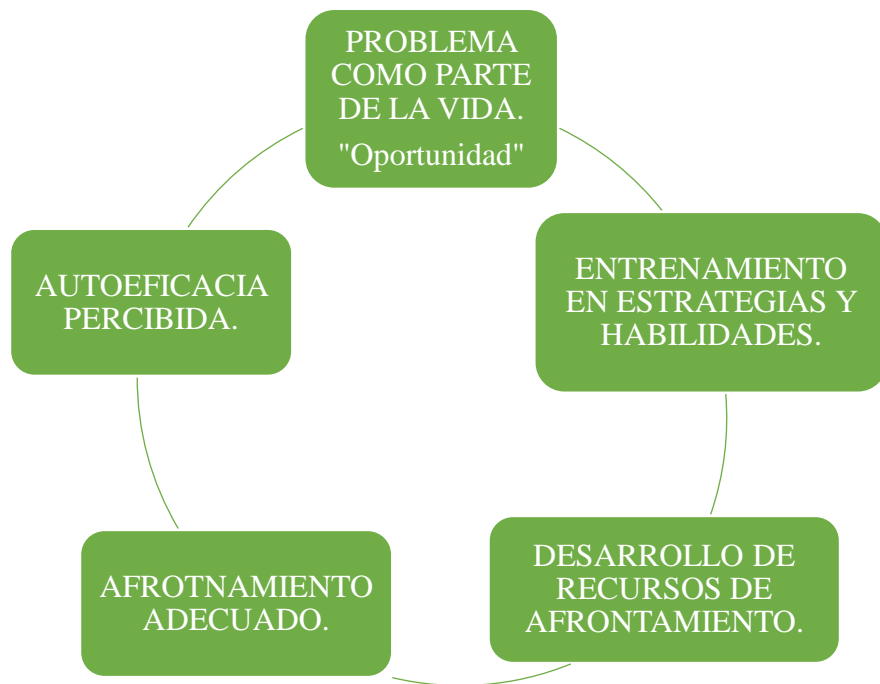 PROBLEMA
COMO PARTE
DE LA VIDA.
"Oportunidad"
ENTRENAMIENTO
EN ESTRATEGIAS Y
HABILIDADES.
DESARROLLO DE
RECURSOS DE
AFRONTAMIENTO.
AFROTNAMIENTO
ADECUADO.
AUTOEFICACIA
PERCIBIDA.